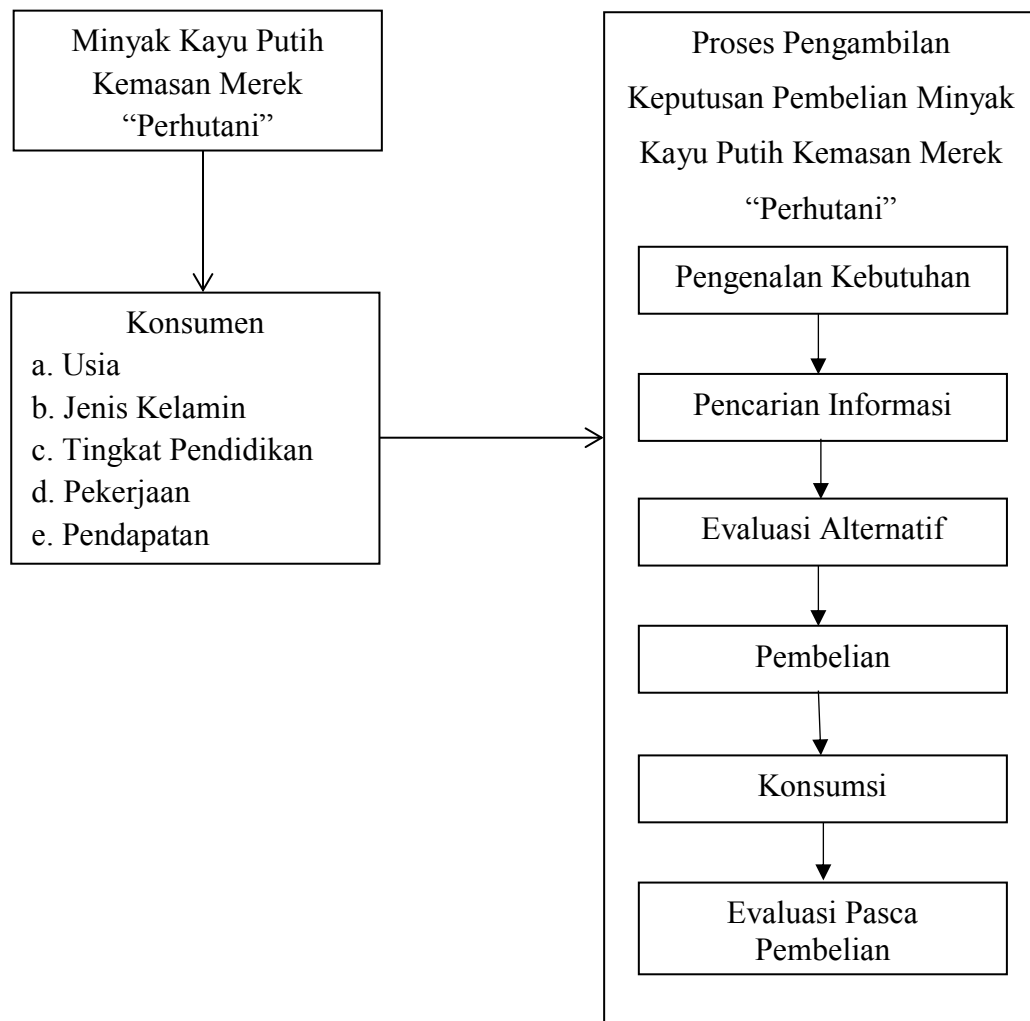 Minyak Kayu Putih
Kemasan Merek
“Perhutani”
Konsumen
a. Usia
b. Jenis Kelamin
c. Tingkat Pendidikan
d. Pekerjaan
e. Pendapatan
Proses Pengambilan
Keputusan Pembelian Minyak
Kayu Putih Kemasan Merek
“Perhutani”
Pengenalan Kebutuhan
Pencarian Informasi
Evaluasi Alternatif
Pembelian
Konsumsi
Evaluasi Pasca
Pembelian